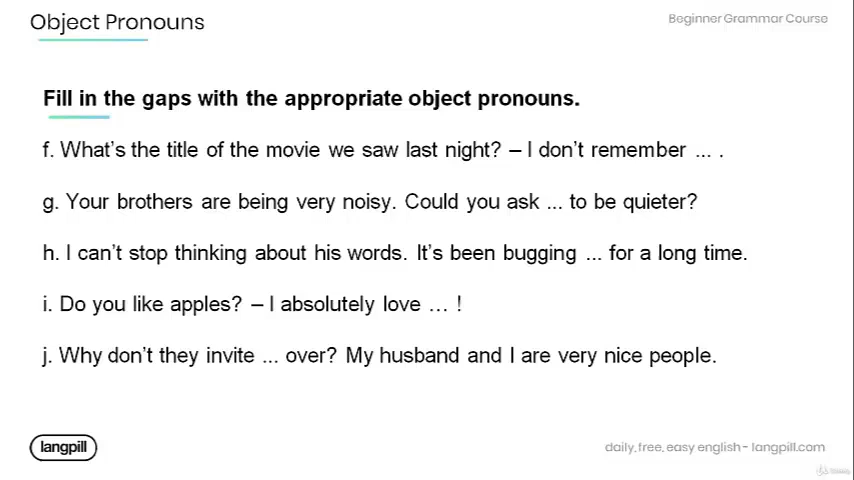 Object Pronouns
Beginner Grammar Course
Fill in the gaps with the appropriate object pronouns.
f. What's the title of the movie we saw last night? – I don't remember ... .
g. Your brothers are being very noisy. Could you ask ... to be quieter?
h. I can't stop thinking about his words. It's been bugging ... for a long time.
i. Do you like apples? – I absolutely love … !
j. Why don't they invite ... over? My husband and I are very nice people.
langpill
daily, free, easy english - langpill.com
Udemy